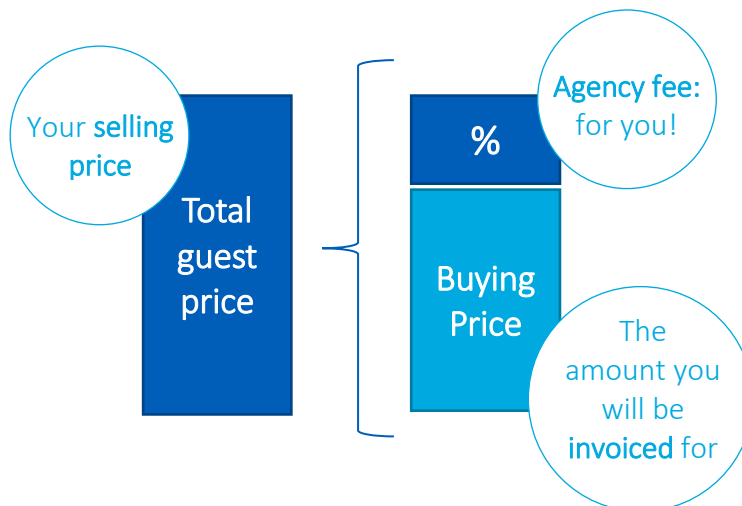 Your selling
price
Total
guest
price
%
Agency fee:
for you!
Buying
Price
The
amount you
will be
invoiced for